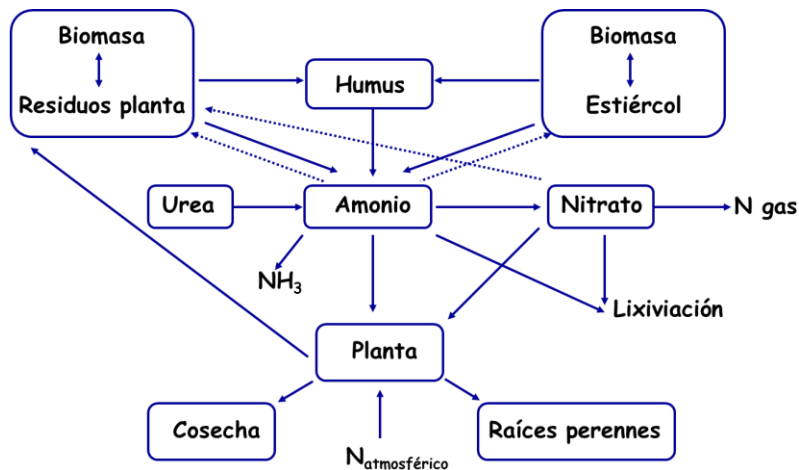 Biomasa
Residuos planta
Humus
Biomasa
Estiércol
Urea
Amonio
Nitrato
N gas
NH₃
Lixiviación
Planta
Cosecha
Raíces perennes
Natmosférico